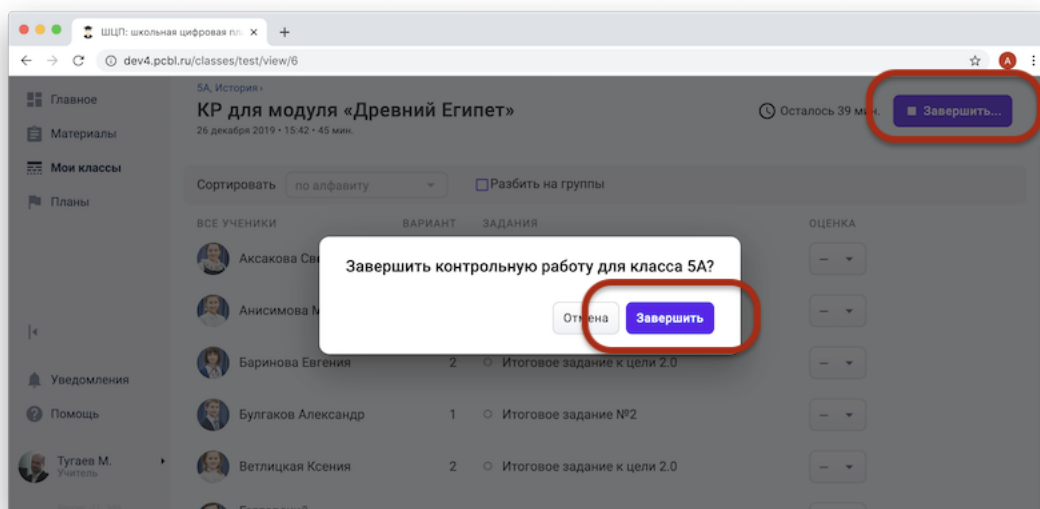 ШЦП: школьная цифровая пл
dev4.pcbl.ru/classes/test/view/6
А
Главное
Материалы
Мои классы
Планы
Уведомления
Помощь
Тугаев М.
Учитель
5А, История ›
КР для модуля «Древний Египет»
26 декабря 2019 • 15:42 • 45 мин.
Осталось 39 мин.
Завершить...
Сортировать по алфавиту Разбить на группы
ВСЕ УЧЕНИКИ ВАРИАНТ ЗАДАНИЯ ОЦЕНКА
Аксакова Све
Анисимова М
Завершить контрольную работу для класса 5А?
Отмена Завершить
Баринова Евгения 2 Итоговое задание к цели 2.0 –
Булгаков Александр 1 Итоговое задание №2 –
Ветлицкая Ксения 2 Итоговое задание к цели 2.0 –